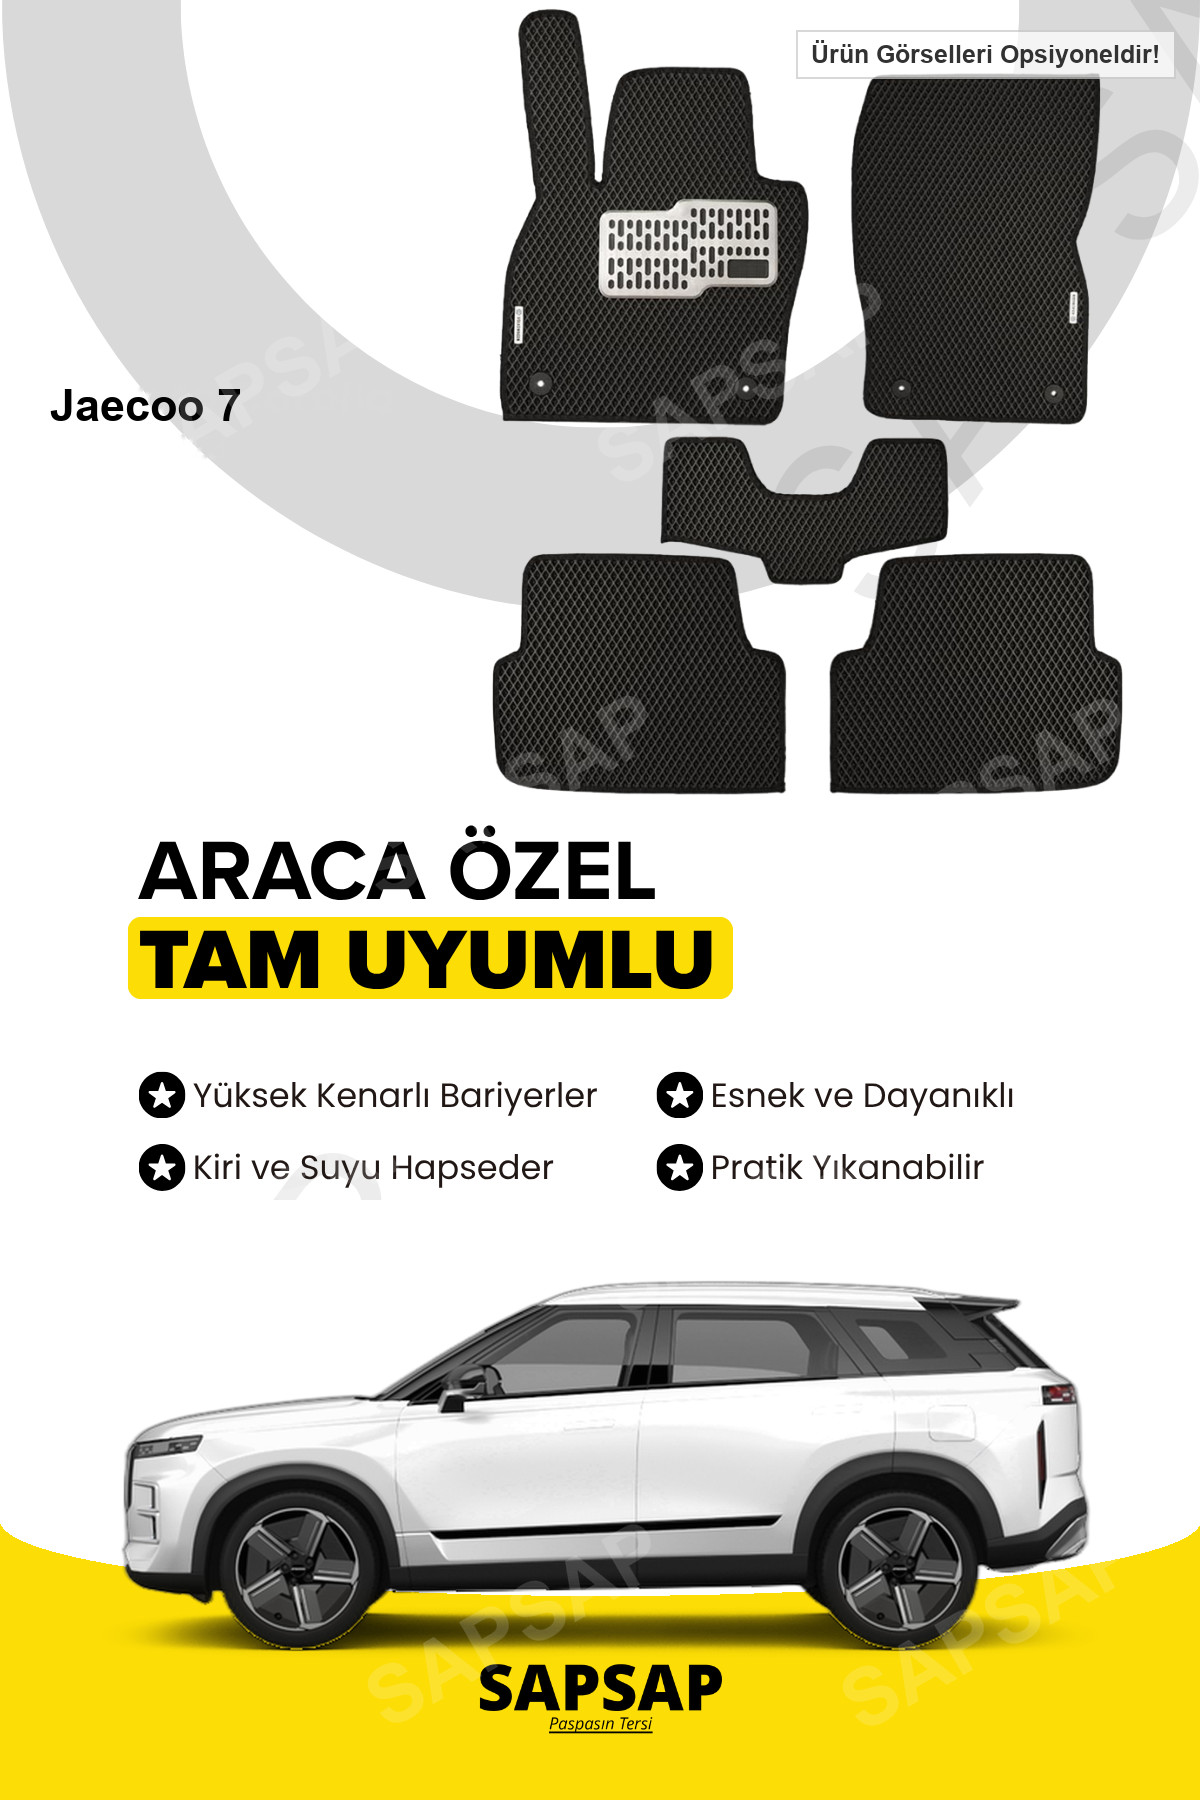 Ürün Görselleri Opsiyoneldir!
Jaecoo 7
ARACA ÖZEL
TAM UYUMLU
Yüksek Kenarlı Bariyerler
Esnek ve Dayanıklı
Kiri ve Suyu Hapseder
Pratik Yıkanabilir
SAPSAP
Paspasın Tersi